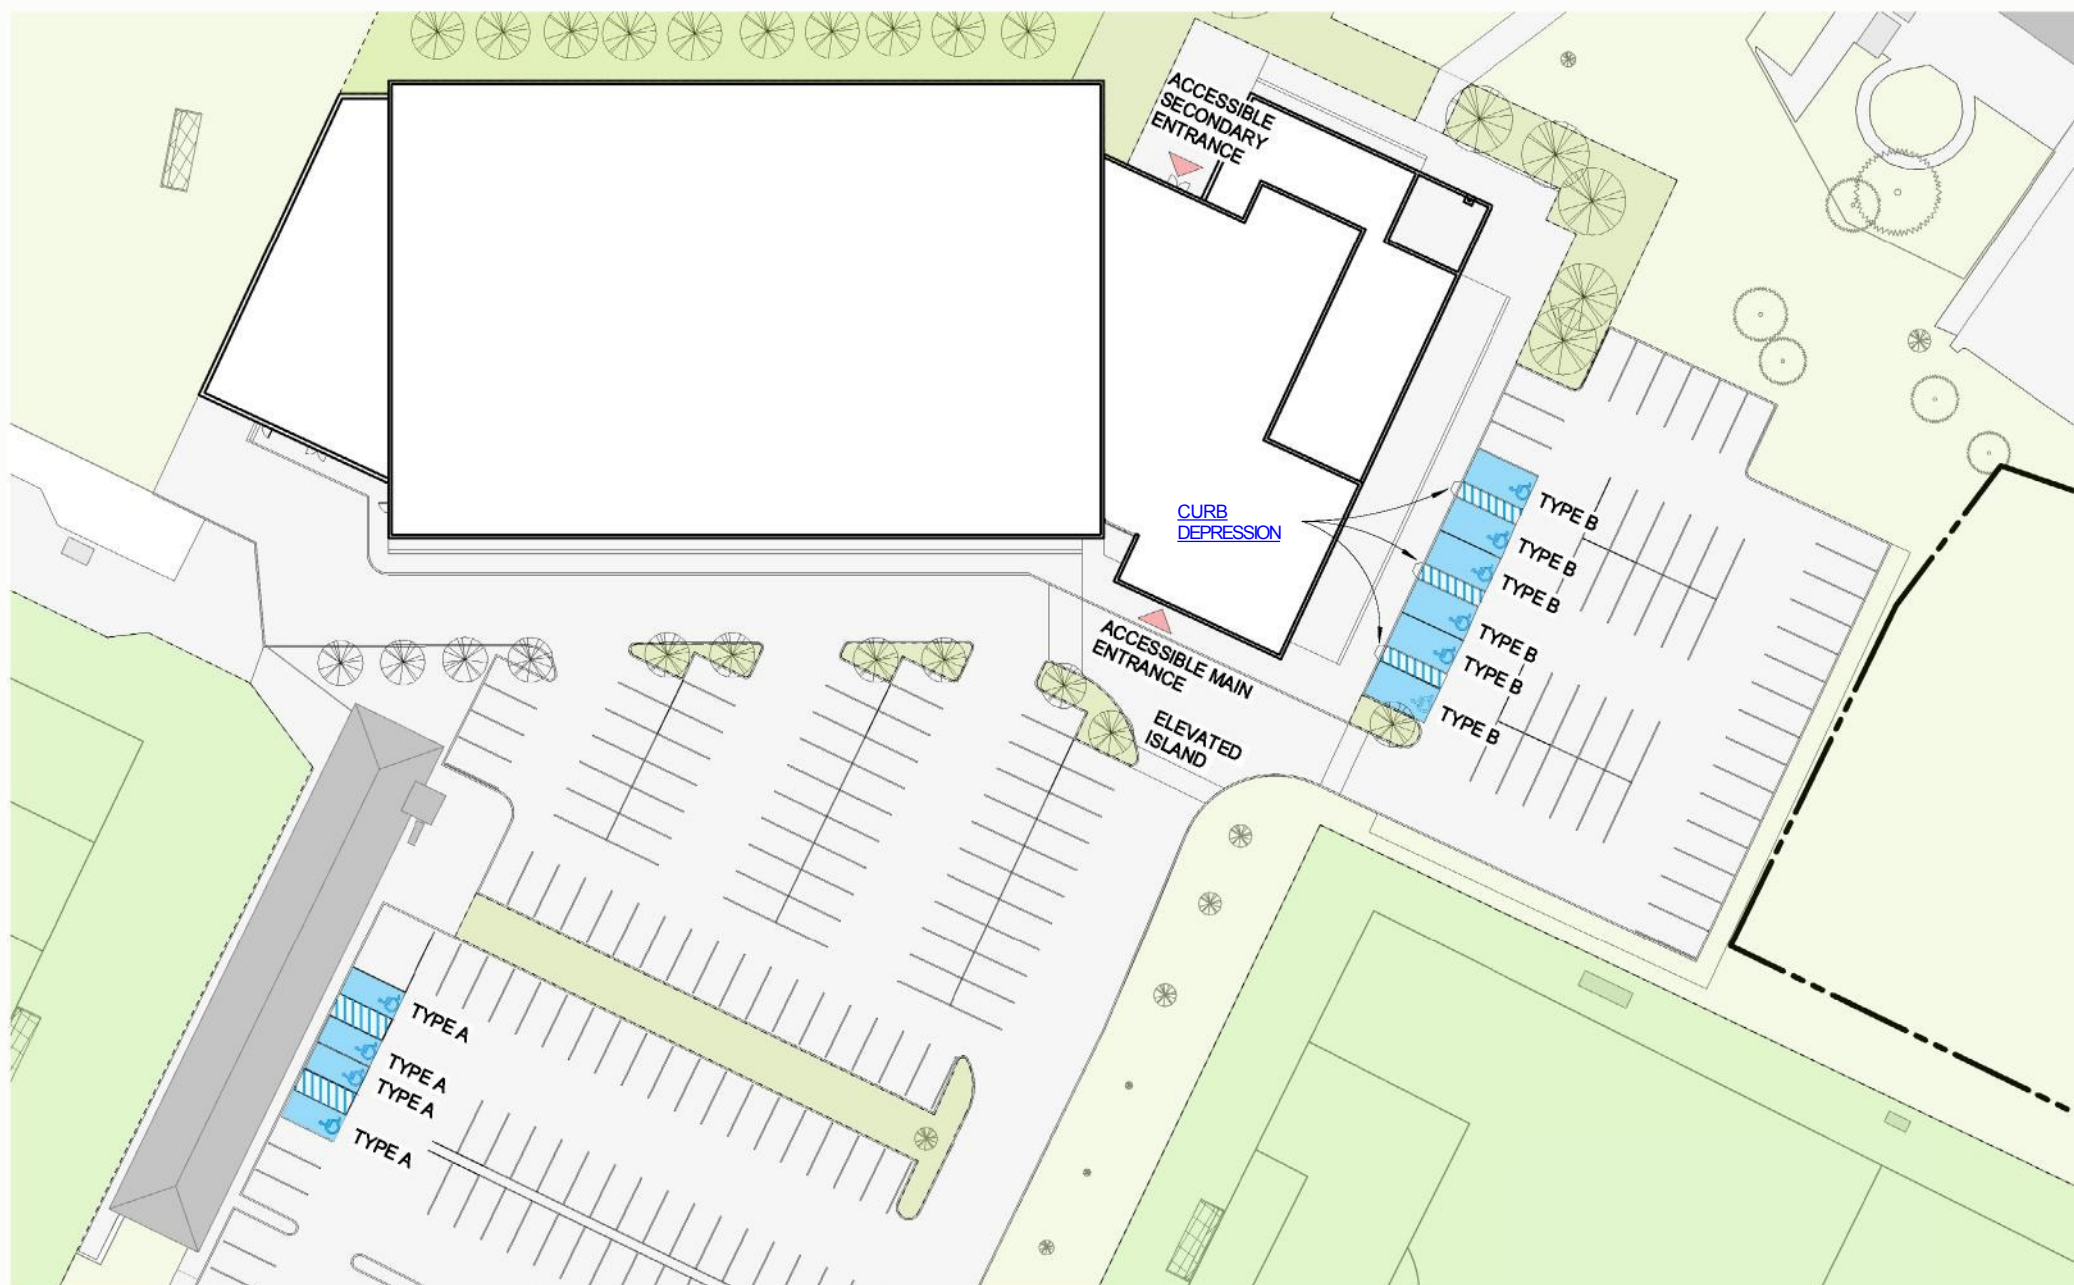 ACCESSIBLE
SECONDARY
ENTRANCE
CURB
DEPRESSION
TYPE B
TYPE B
TYPE B
TYPE B
TYPE B
TYPE B
ACCESSIBLE MAIN
ENTRANCE
ELEVATED
ISLAND
TYPE A
TYPE A
TYPE A
TYPE A